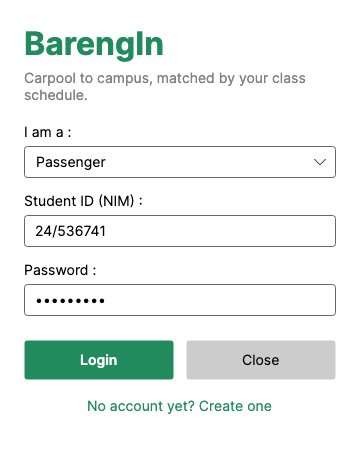 BarengIn
Carpool to campus, matched by your class
schedule.
I am a :
Passenger
Student ID (NIM) :
24/536741
Password :
•••••••••
Login
Close
No account yet? Create one